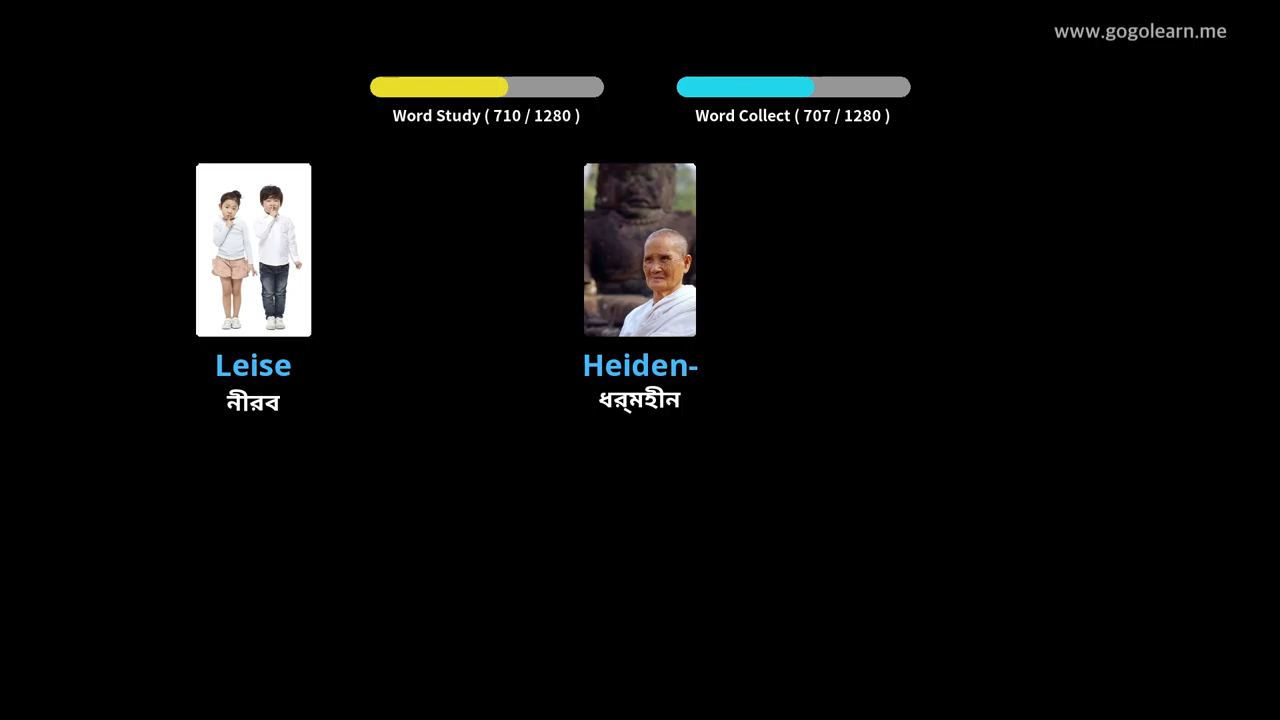 www.gogolearn.me
Word Study ( 710 / 1280 )
Word Collect ( 707 / 1280 )
Leise
Heiden-
নীরব
ধর্মহীন